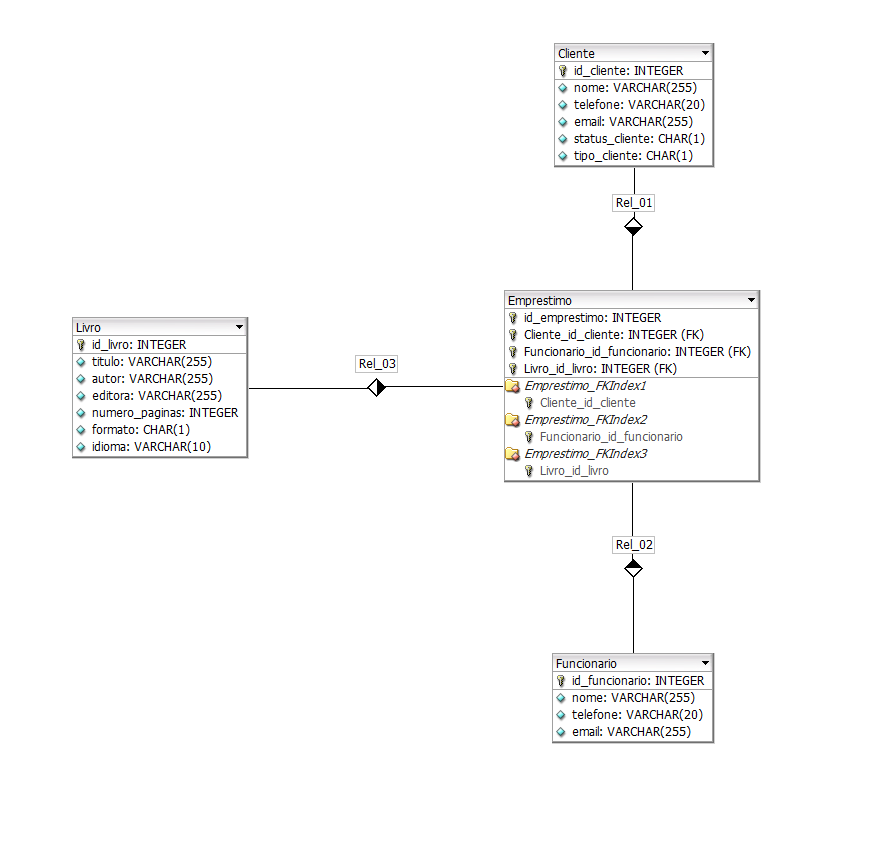 Cliente
id_cliente: INTEGER
nome: VARCHAR(255)
telefone: VARCHAR(20)
email: VARCHAR(255)
status_cliente: CHAR(1)
tipo_cliente: CHAR(1)
Rel_01
Emprestimo
id_emprestimo: INTEGER
Cliente_id_cliente: INTEGER (FK)
Funcionario_id_funcionario: INTEGER (FK)
Livro_id_livro: INTEGER (FK)
Emprestimo_FKIndex1
Cliente_id_cliente
Emprestimo_FKIndex2
Funcionario_id_funcionario
Emprestimo_FKIndex3
Livro_id_livro
Livro
id_livro: INTEGER
titulo: VARCHAR(255)
autor: VARCHAR(255)
editora: VARCHAR(255)
numero_paginas: INTEGER
formato: CHAR(1)
idioma: VARCHAR(10)
Rel_03
Rel_02
Funcionario
id_funcionario: INTEGER
nome: VARCHAR(255)
telefone: VARCHAR(20)
email: VARCHAR(255)